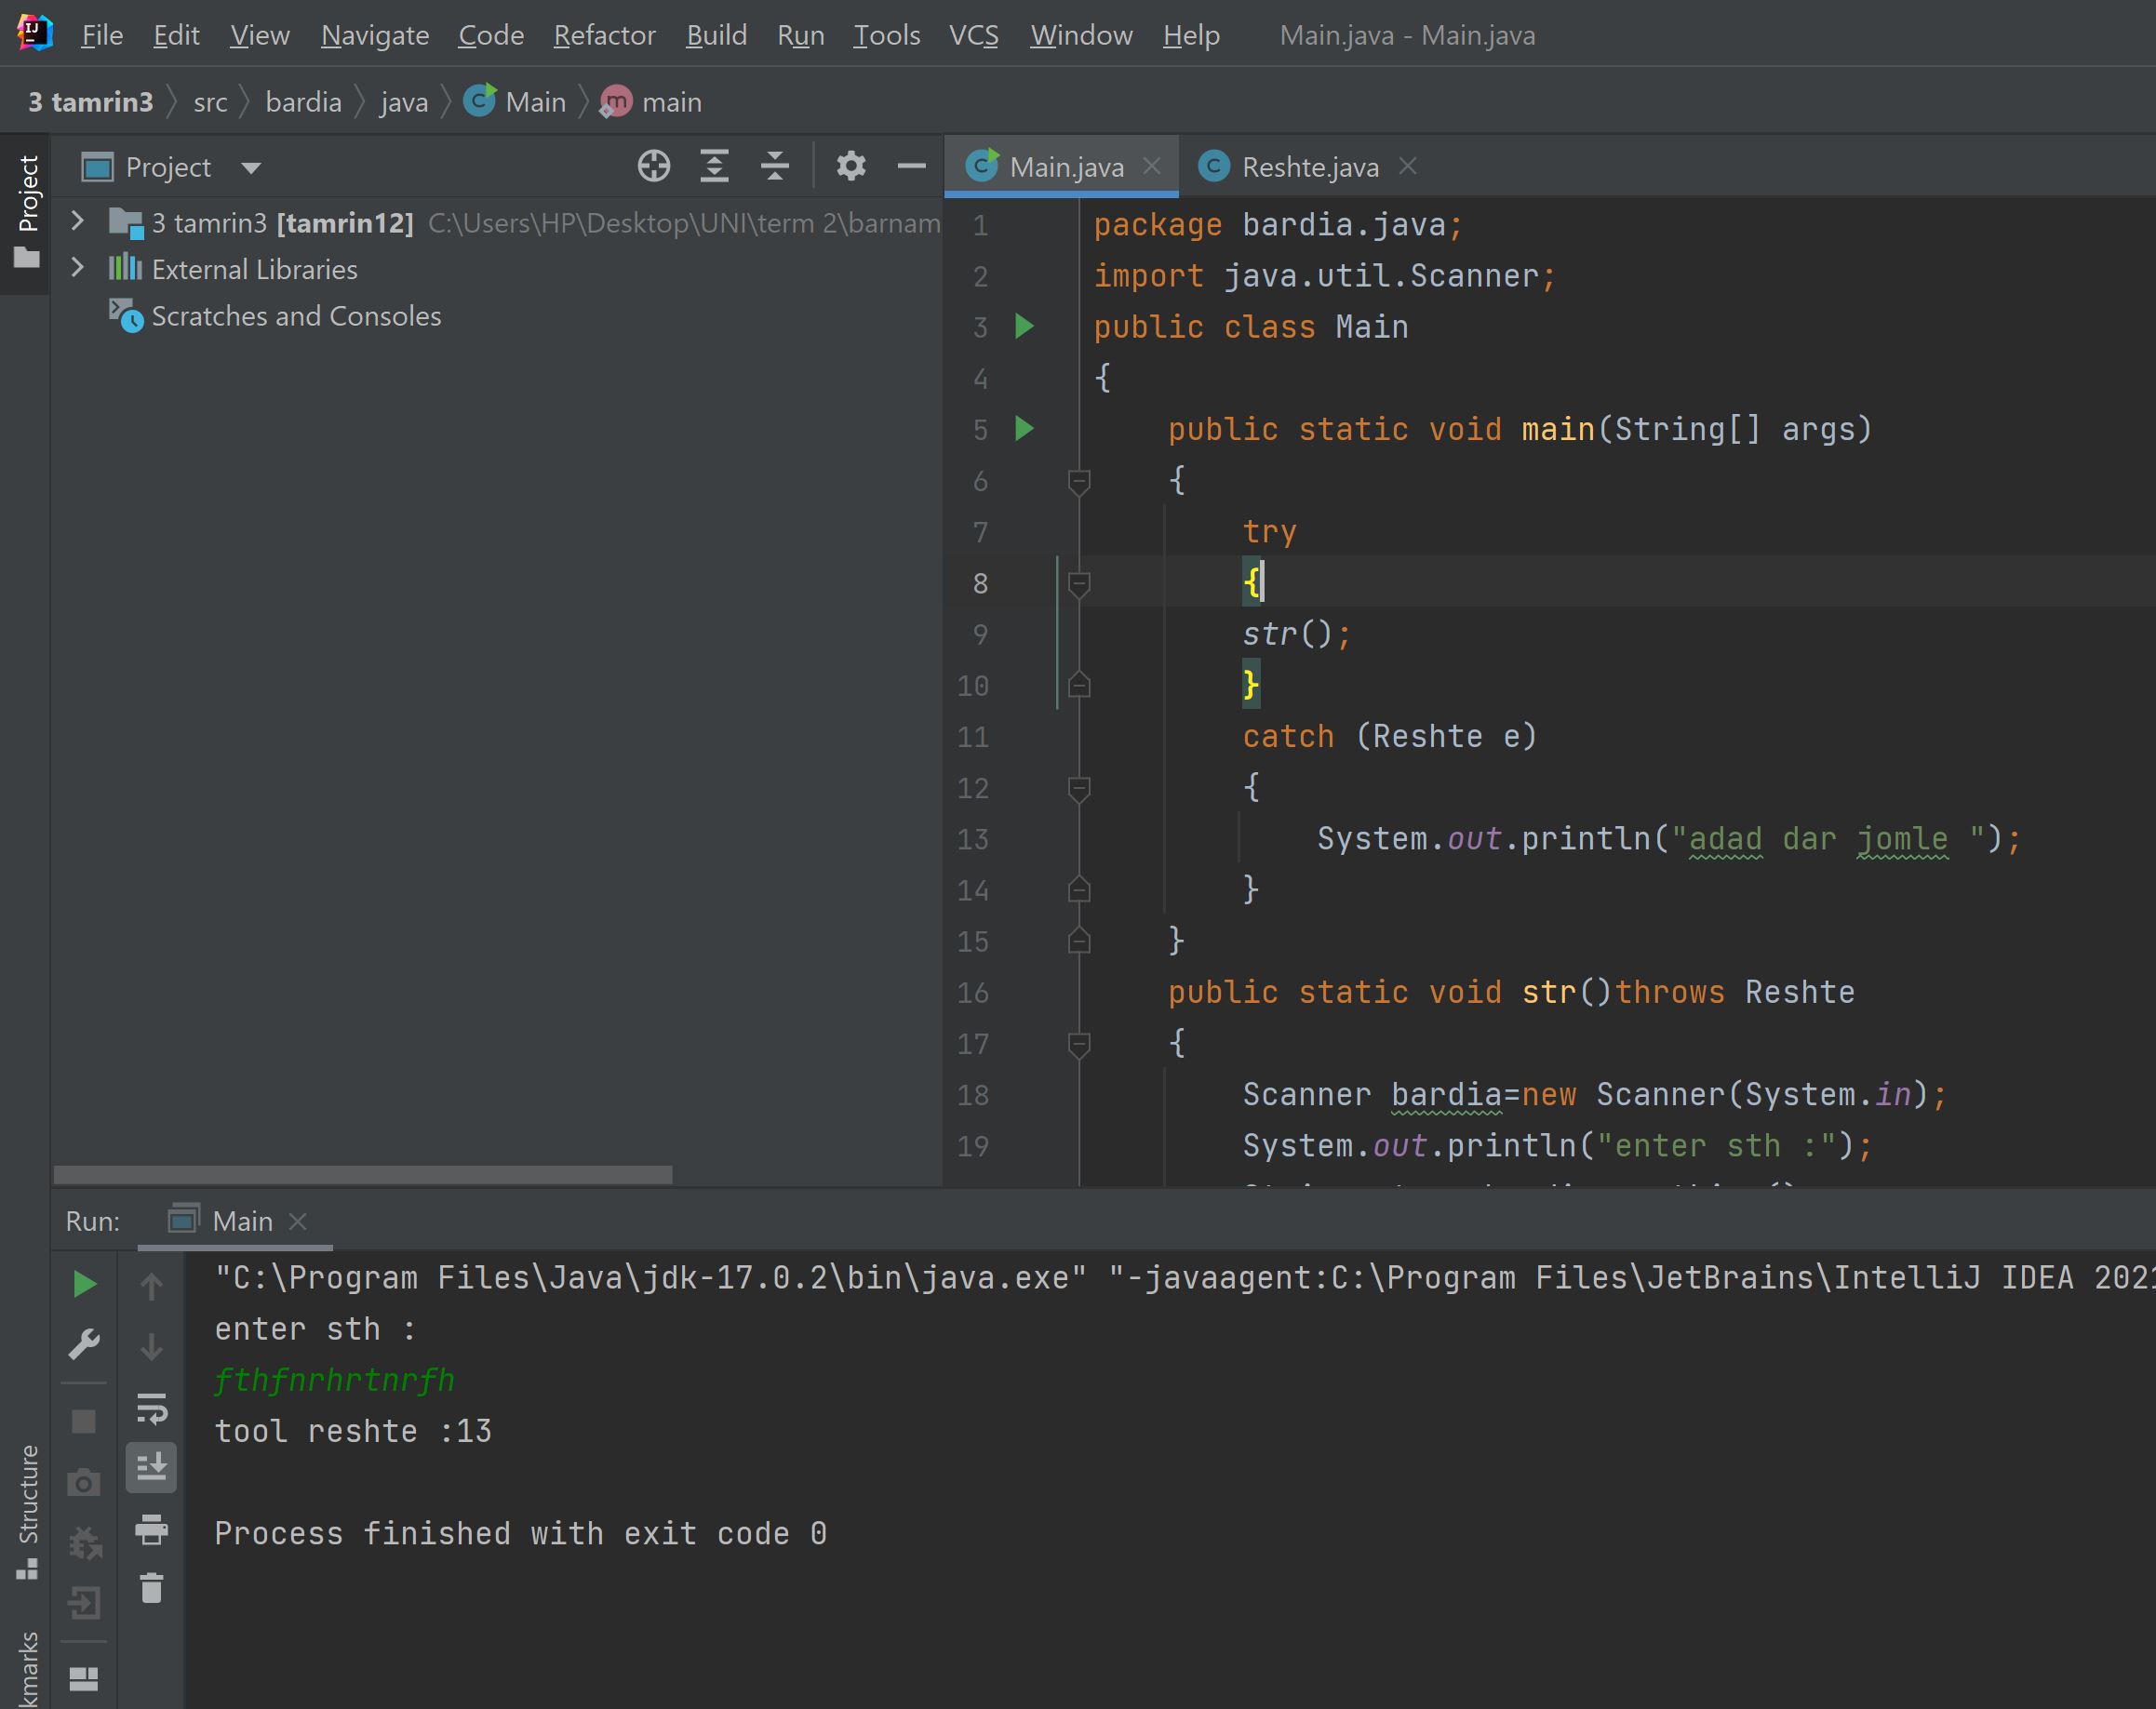 File Edit View Navigate Code Refactor Build Run Tools VCS Window Help Main.java - Main.java
3 tamrin3 src bardia java Main main
Project
Project
3 tamrin3 [tamrin12] C:\Users\HP\Desktop\UNI\term 2\barnam
External Libraries
Scratches and Consoles
Main.java Reshte.java
1 package bardia.java;
2 import java.util.Scanner;
3 public class Main
4 {
5 public static void main(String[] args)
6 {
7 try
8 {
9 str();
10 }
11 catch (Reshte e)
12 {
13 System.out.println("adad dar jomle ");
14 }
15 }
16 public static void str()throws Reshte
17 {
18 Scanner bardia=new Scanner(System.in);
19 System.out.println("enter sth :");
Run: Main
"C:\Program Files\Java\jdk-17.0.2\bin\java.exe" "-javaagent:C:\Program Files\JetBrains\IntelliJ IDEA 2021
enter sth :
fthfnrhrtnrfh
tool reshte :13
Process finished with exit code 0
Structure
kmarks